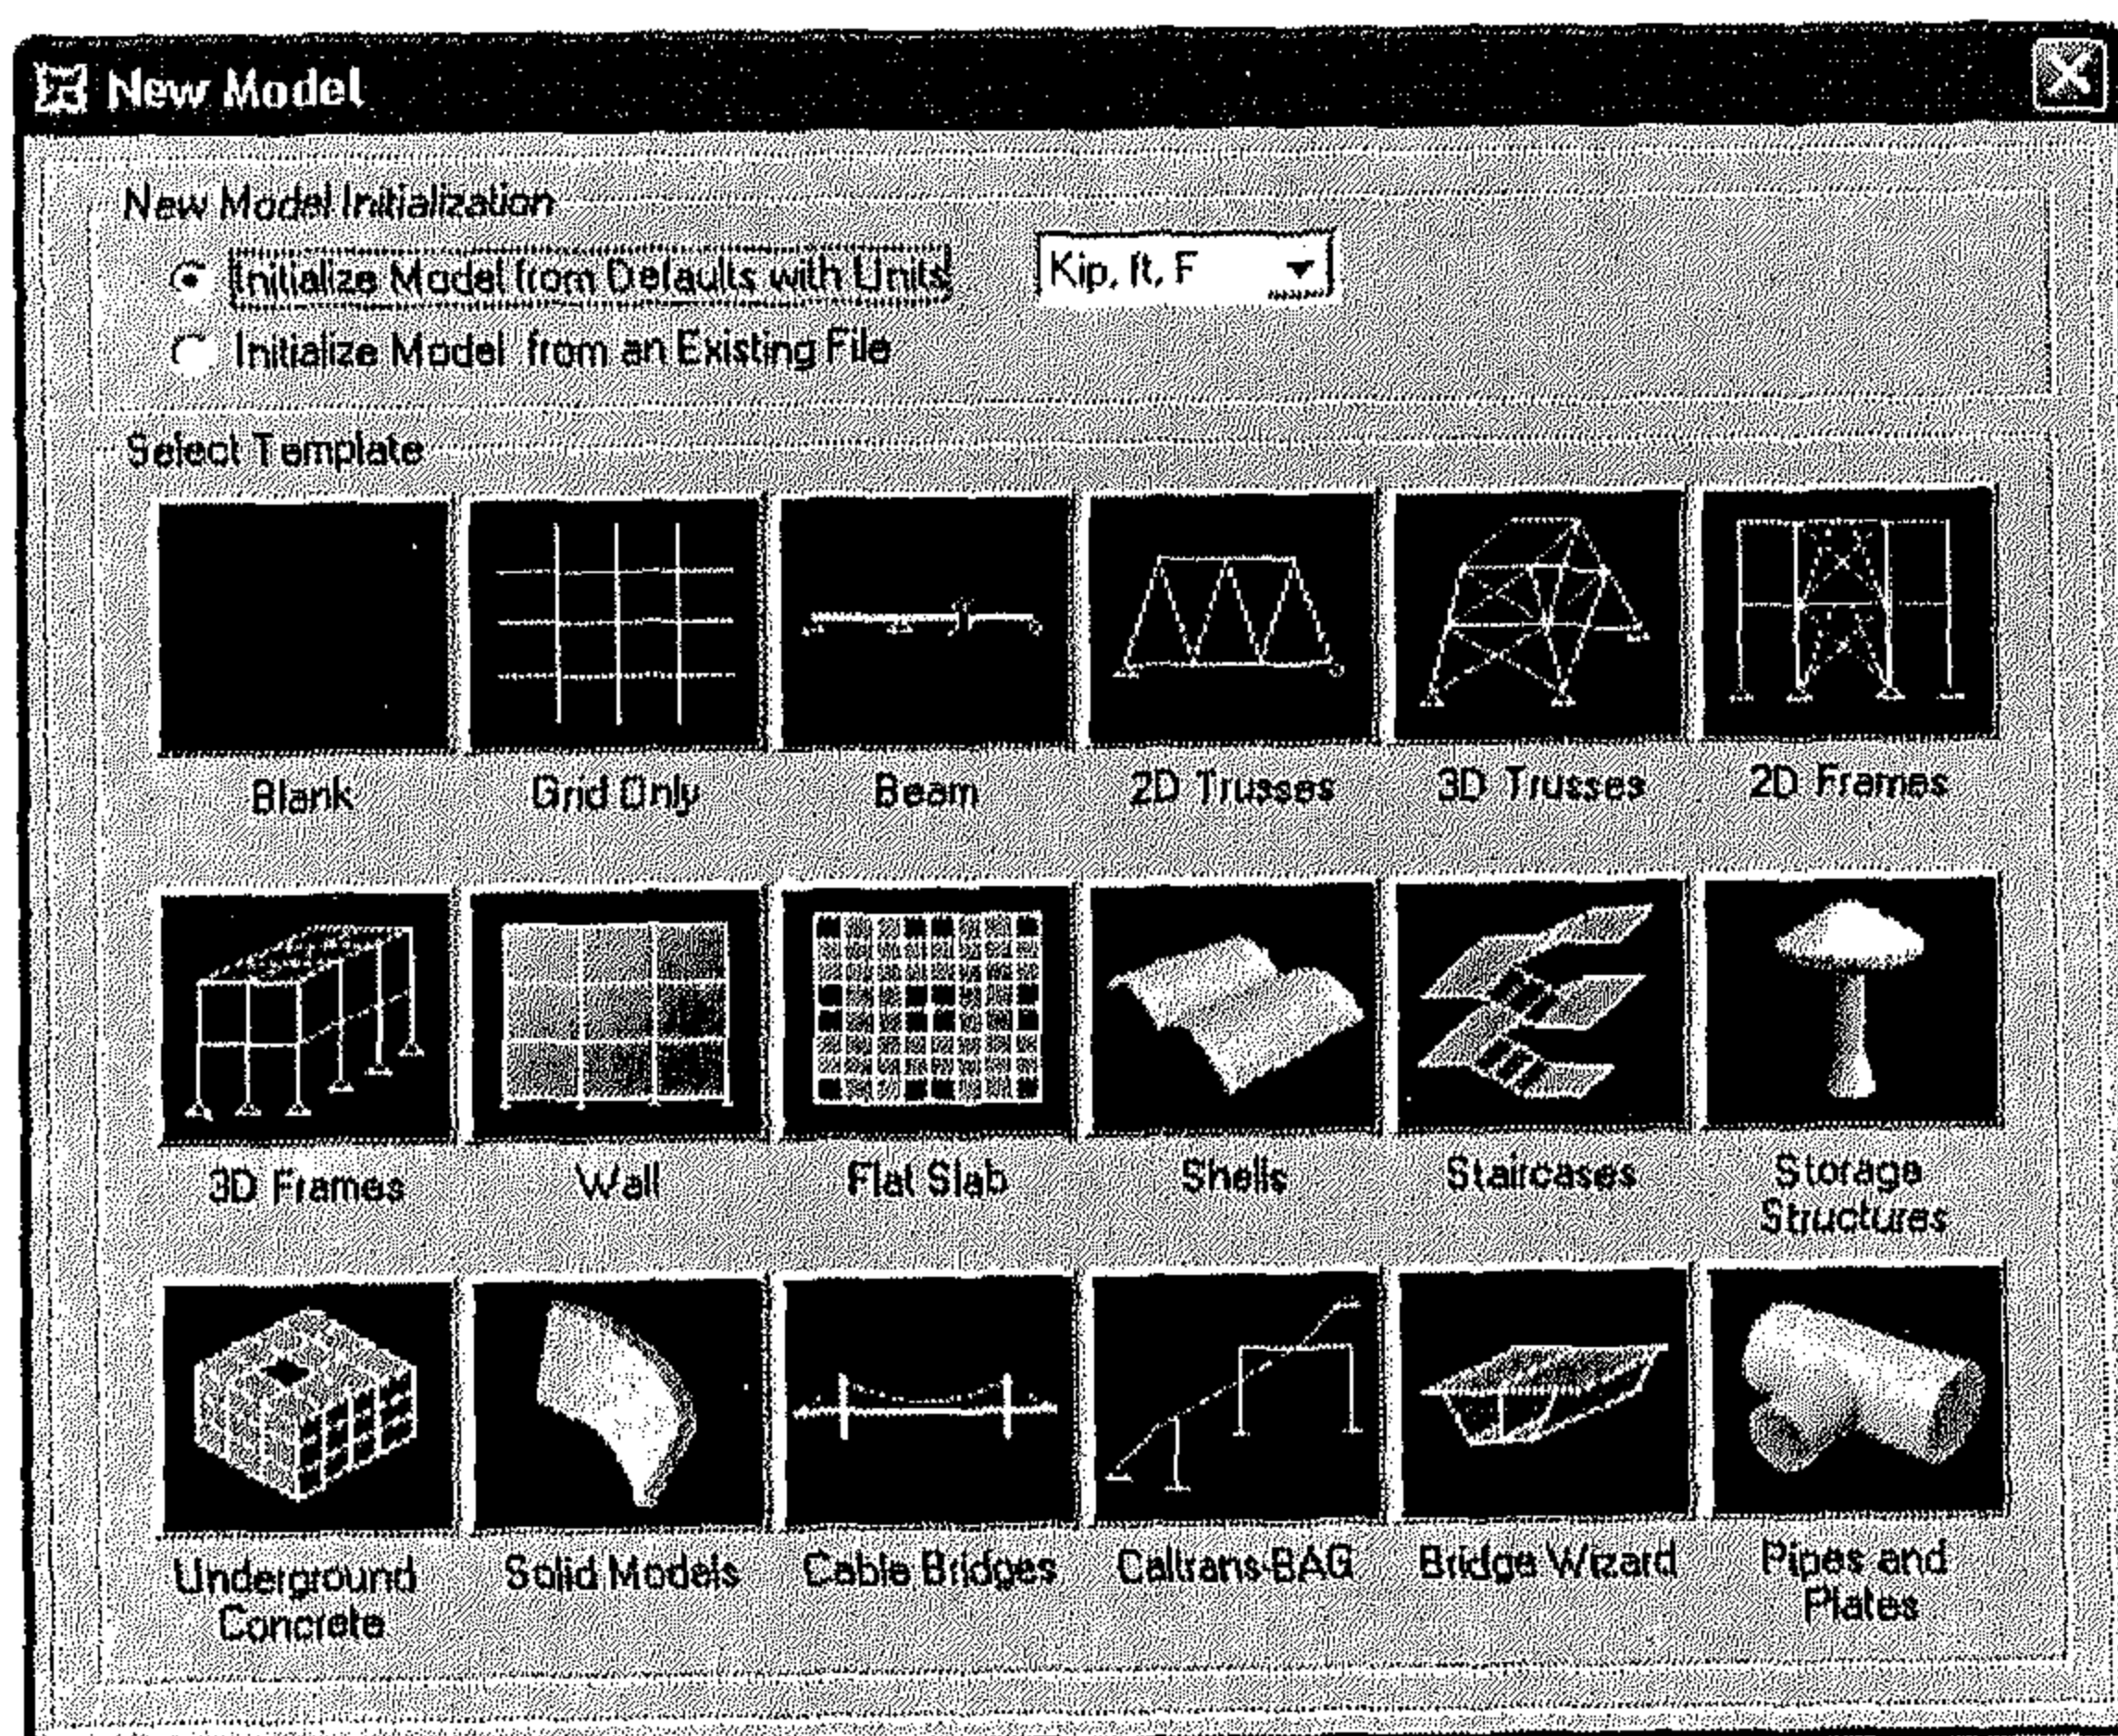 New Model
New Model Initialization
Initialize Model from Defaults with Units
Kip, ft, F
Initialize Model from an Existing File
Select Template
Blank
Grid Only
Beam
2D Trusses
3D Trusses
2D Frames
3D Frames
Wall
Flat Slab
Shells
Staircases
Storage
Structures
Underground
Concrete
Solid Models
Cable Bridges
Caltrans-BAG
Bridge Wizard
Pipes and
Plates